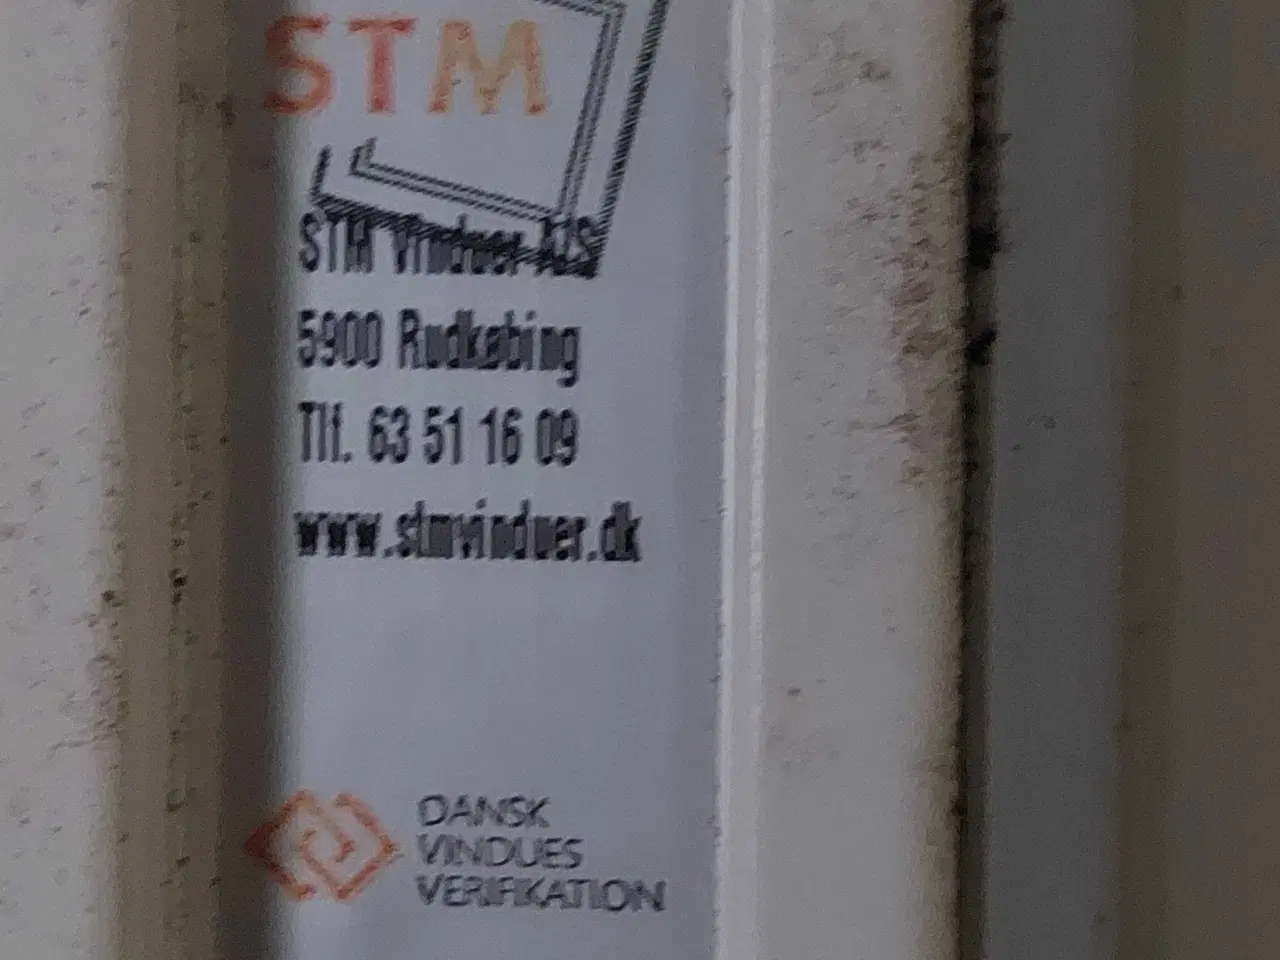 STM
STM Vinduer A/S
5900 Rudkøbing
Tlf. 63 51 16 09
www.stmvinduer.dk
DANSK
VINDUES
VERIFIKATION